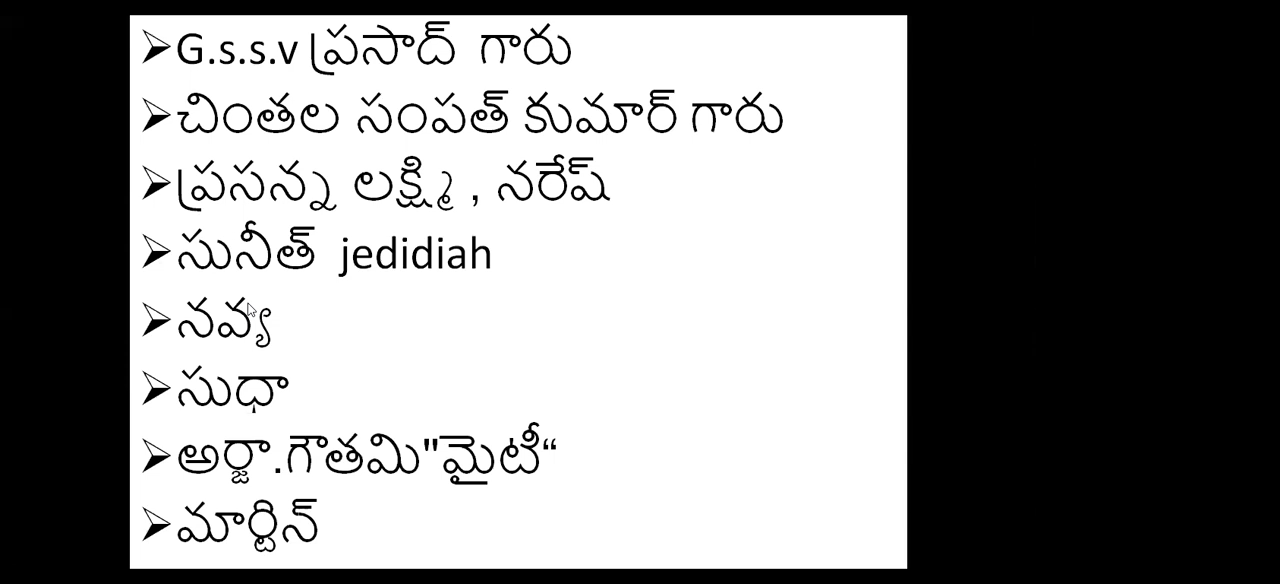 ➢G.s.s.v ప్రసాద్ గారు
➢చింతల సంపత్ కుమార్ గారు
➢ప్రసన్న లక్ష్మి , నరేష్
➢సునీత్ jedidiah
➢నవ్య
➢సుధా
➢అర్జా.గౌతమి"మైటీ“
➢మార్టిన్